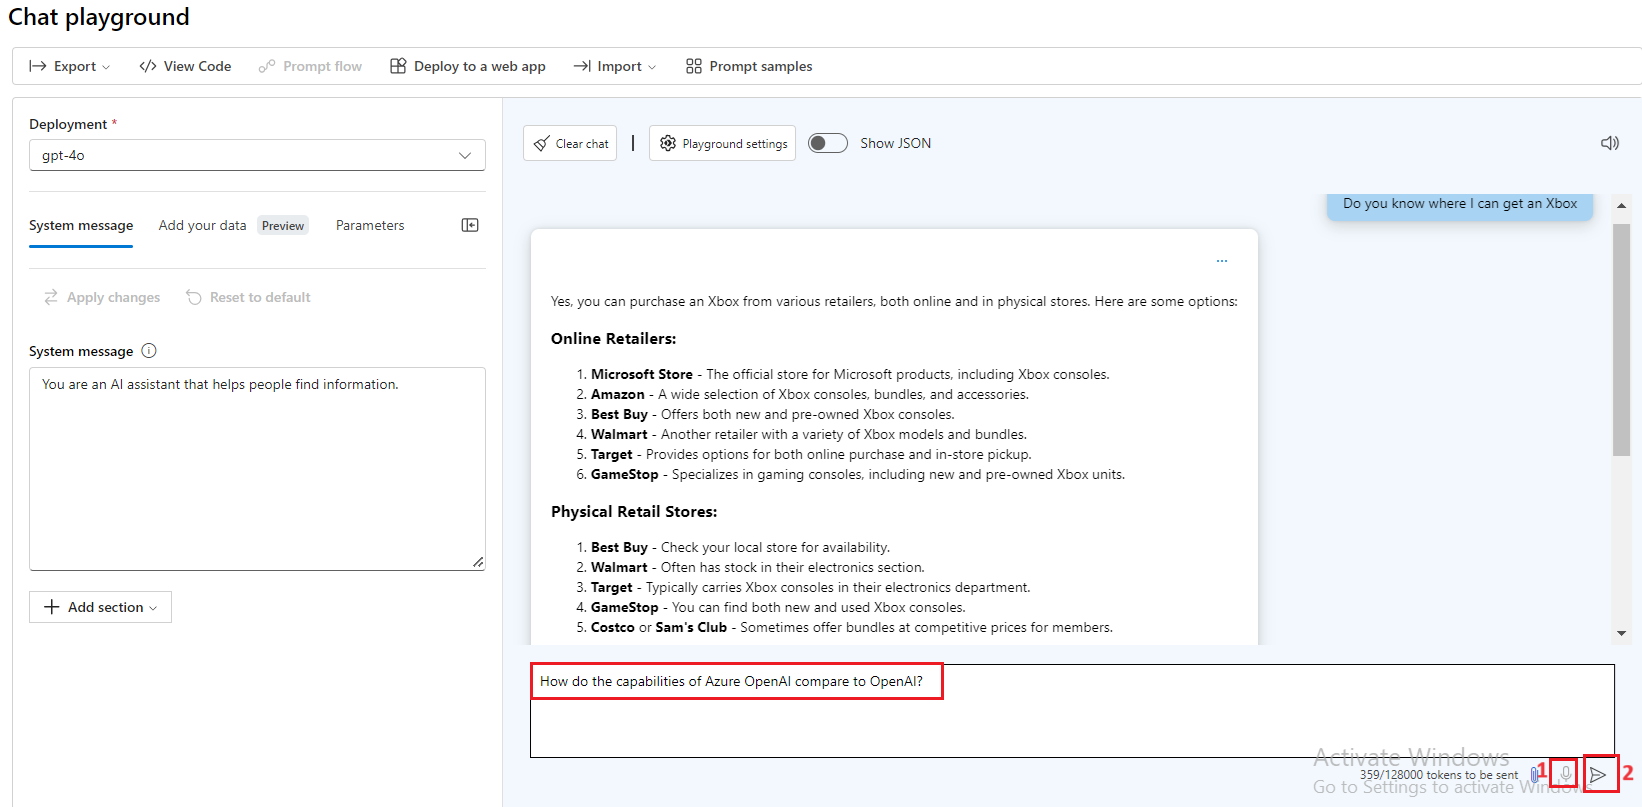 Chat playground
Export
View Code
Prompt flow
Deploy to a web app
Import
Prompt samples
Deployment *
gpt-4o
System message
Add your data
Preview
Parameters
Apply changes
Reset to default
System message
You are an AI assistant that helps people find information.
Add section
Clear chat
Playground settings
Show JSON
Do you know where I can get an Xbox
...
Yes, you can purchase an Xbox from various retailers, both online and in physical stores. Here are some options:
Online Retailers:
1. Microsoft Store - The official store for Microsoft products, including Xbox consoles.
2. Amazon - A wide selection of Xbox consoles, bundles, and accessories.
3. Best Buy - Offers both new and pre-owned Xbox consoles.
4. Walmart - Another retailer with a variety of Xbox models and bundles.
5. Target - Provides options for both online purchase and in-store pickup.
6. GameStop - Specializes in gaming consoles, including new and pre-owned Xbox units.
Physical Retail Stores:
1. Best Buy - Check your local store for availability.
2. Walmart - Often has stock in their electronics section.
3. Target - Typically carries Xbox consoles in their electronics department.
4. GameStop - You can find both new and used Xbox consoles.
5. Costco or Sam's Club - Sometimes offer bundles at competitive prices for members.
How do the capabilities of Azure OpenAI compare to OpenAI?
Activate Windows
359/128000 tokens to be sent
1
2
Go to Settings to activate Windows.